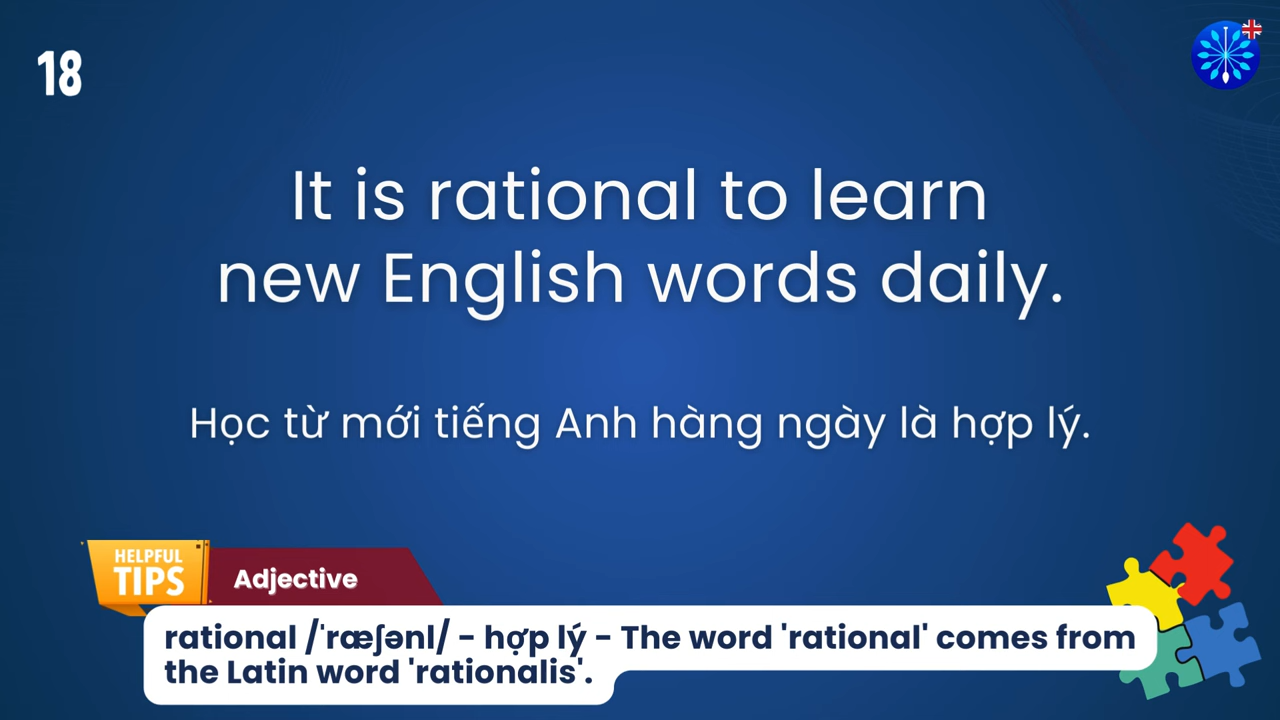 18
It is rational to learn
new English words daily.
Học từ mới tiếng Anh hàng ngày là hợp lý.
HELPFUL
TIPS
Adjective
rational /ˈræʃənl/ - hợp lý - The word 'rational' comes from
the Latin word 'rationalis'.